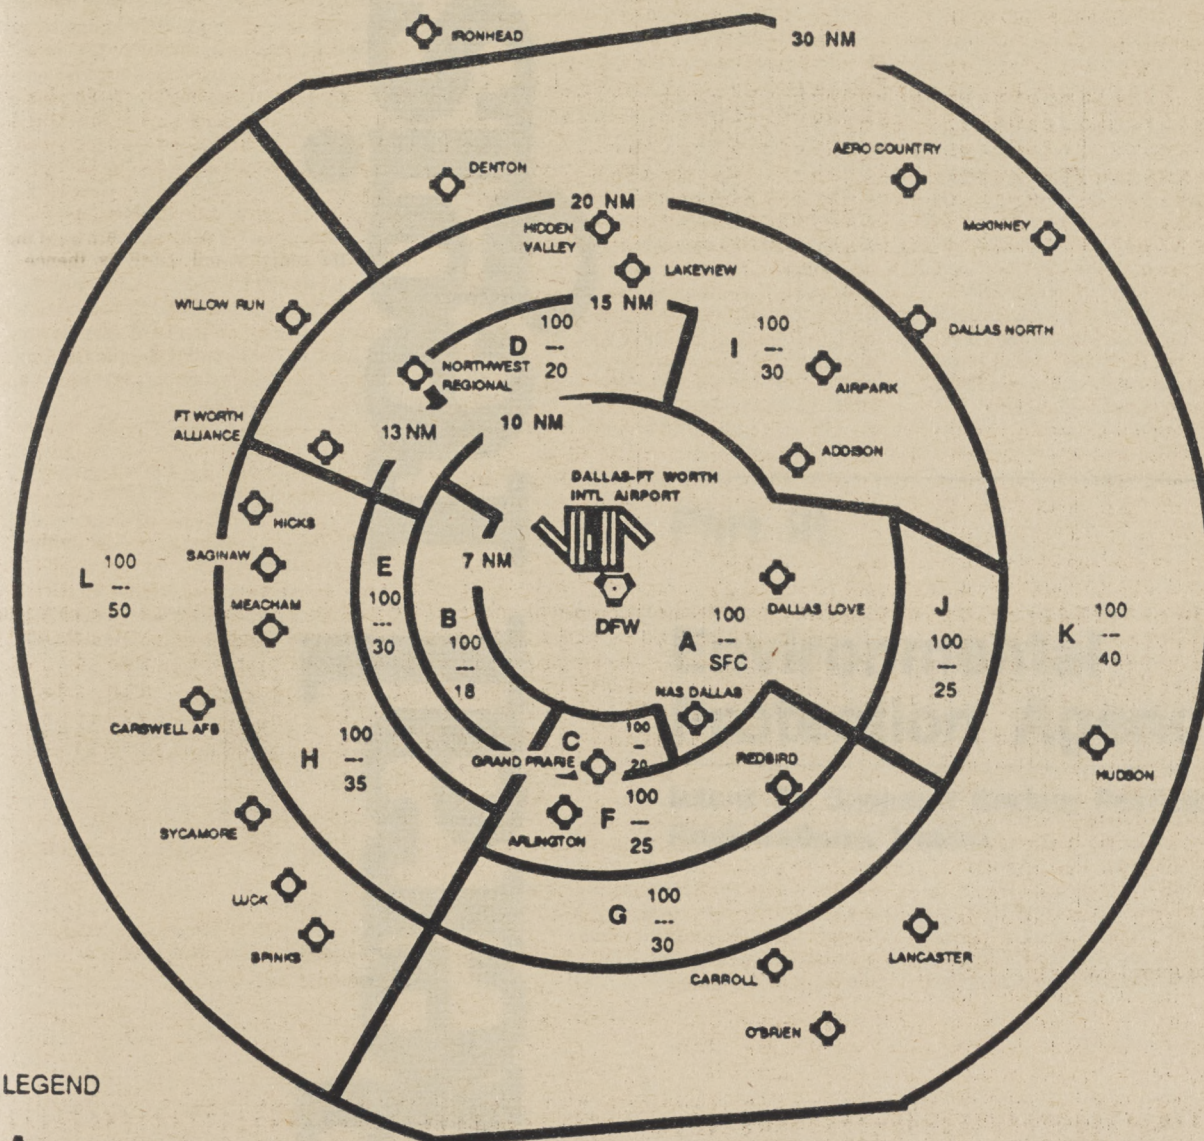 IRONHEAD
30 NM
AERO COUNTRY
DENTON
20 NM
HIDDEN
VALLEY
McKINNEY
LAKEVIEW
WILLOW RUN
15 NM
D
100
---
20
I
100
---
30
DALLAS NORTH
NORTHWEST
REGIONAL
AIRPARK
FT WORTH
ALLIANCE
13 NM
10 NM
ADDISON
DALLAS-FT WORTH
INTL AIRPORT
HICKS
SAGINAW
7 NM
L
100
---
50
E
100
---
30
MEACHAM
B
100
---
18
DFW
DALLAS LOVE
A
100
---
SFC
J
100
---
25
K
100
---
40
NAS DALLAS
CARSWELL AFB
H
100
---
35
C
100
---
20
GRAND PRARIE
REDBIRD
HUDSON
F
100
---
25
ARLINGTON
SYCAMORE
LUCK
G
100
---
30
SPINKS
CARROLL
LANCASTER
O'BRIEN
LEGEND